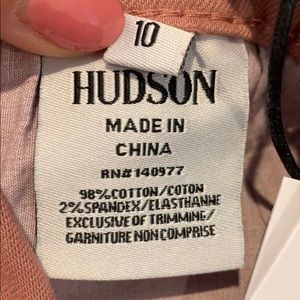 10
HUDSON
MADE IN
CHINA
RN# 140977
98%COTTON/COTON
2%SPANDEX/ELASTHANNE
EXCLUSIVE OF TRIMMING/
GARNITURE NON COMPRISE